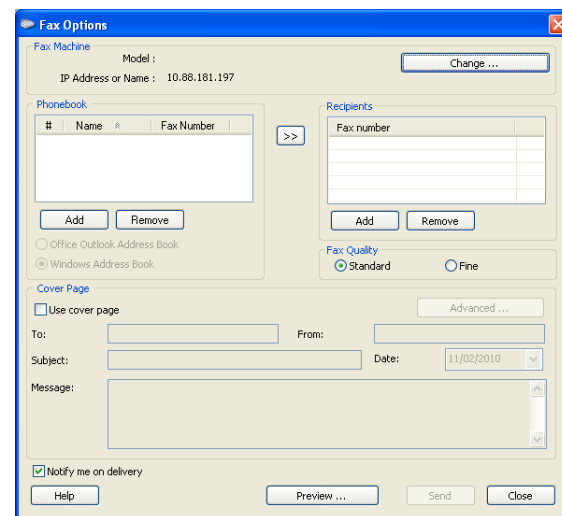 Fax Options
Fax Machine
Model :
Change ...
IP Address or Name : 10.88.181.197
Phonebook
Recipients
# Name Fax Number
Fax number
>>
Add Remove
Add Remove
Office Outlook Address Book
Windows Address Book
Fax Quality
Standard Fine
Cover Page
Use cover page
Advanced ...
To: From:
Subject: Date: 11/02/2010
Message:
Notify me on delivery
Help Preview ... Send Close